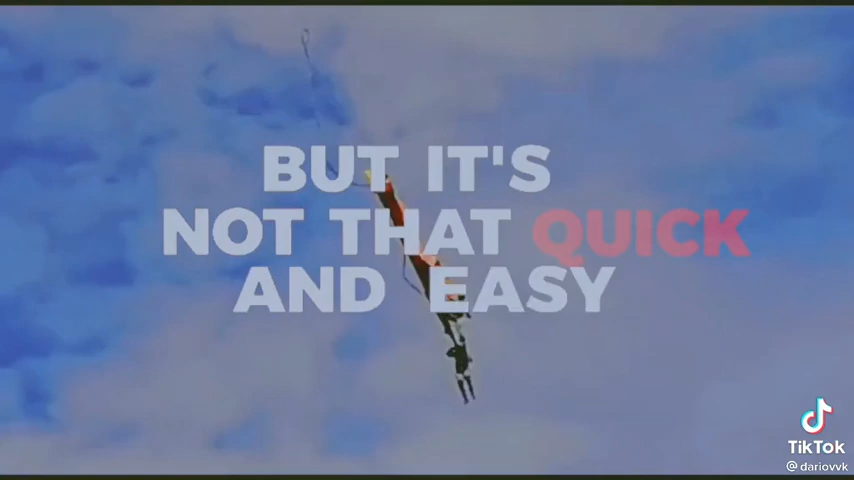 BUT IT'S
NOT THAT QUICK
AND EASY
TikTok
@dariovvk